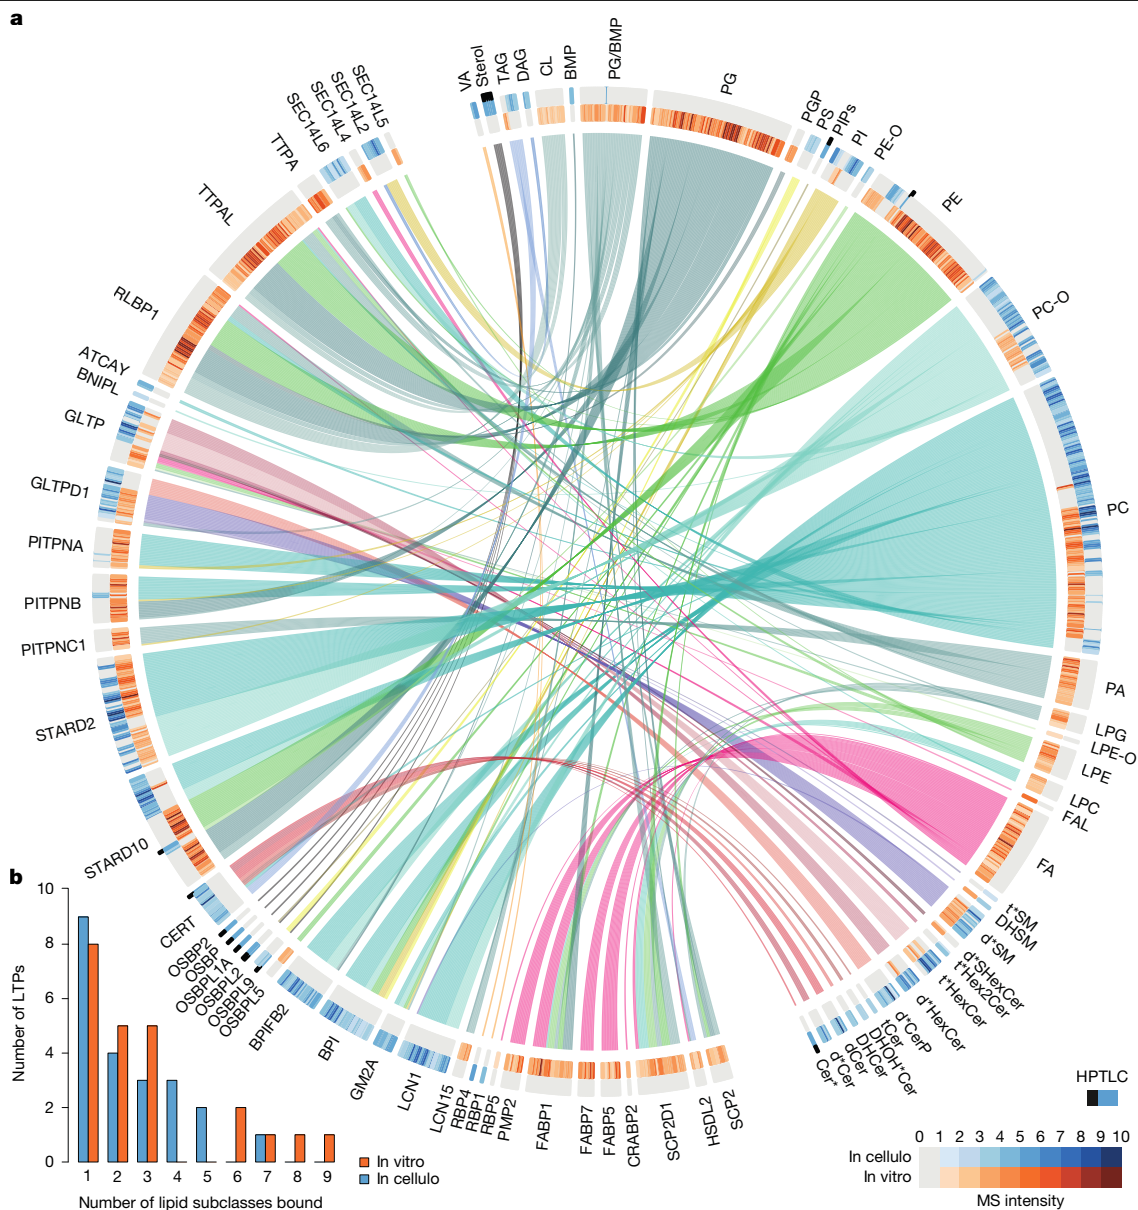 a
VA
Sterol
TAG
DAG
CL
BMP
PG/BMP
PG
PGP
PS
PIPs
PI
PE-O
PE
PC-O
PC
PA
LPG
LPE-O
LPE
LPC
FAL
FA
t*SM
DHSM
d*SM
d*SHexCer
t*Hex2Cer
t*HexCer
d*HexCer
d*CerP
tCer
DHOH*Cer
DHCer
dCer
d*Cer
Cer*
SEC14L5
SEC14L2
SEC14L4
SEC14L6
TTPA
TTPAL
RLBP1
ATCAY
BNIPL
GLTP
GLTPD1
PITPNA
PITPNB
PITPNC1
STARD2
STARD10
CERT
OSBP2
OSBP
OSBPL1A
OSBPL2
OSBPL9
OSBPL5
BPIFB2
BPI
GM2A
LCN1
LCN15
RBP4
RBP1
RBP5
PMP2
FABP1
FABP7
FABP5
CRABP2
SCP2D1
HSDL2
SCP2
b
Number of LTPs
10
8
6
4
2
0
1 2 3 4 5 6 7 8 9
Number of lipid subclasses bound
In vitro
In cellulo
HPTLC
0 1 2 3 4 5 6 7 8 9 10
In cellulo
In vitro
MS intensity